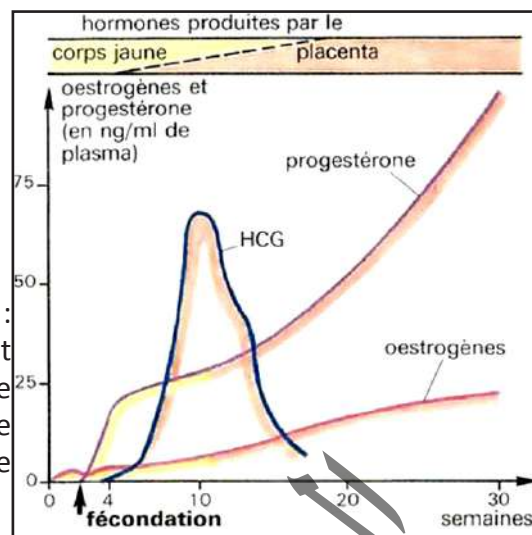 hormones produites par le
corps jaune
placenta
oestrogènes et
progestérone
(en ng/ml de
plasma)
progestérone
75
HCG
50
:
t
oestrogènes
25
e
e
e
0
0 4 10 20 30
fécondation
semaines